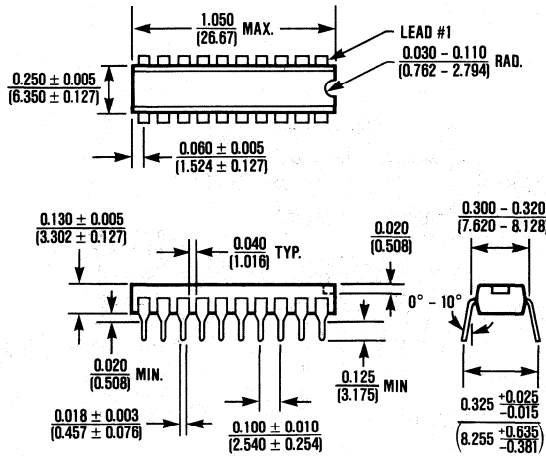 1.050
(26.67) MAX.
LEAD #1
0.030 – 0.110
(0.762 – 2.794) RAD.
0.250 ± 0.005
(6.350 ± 0.127)
0.060 ± 0.005
(1.524 ± 0.127)
0.130 ± 0.005
(3.302 ± 0.127)
0.040
(1.016) TYP.
0.020
(0.508)
0.300 – 0.320
(7.620 – 8.128)
0° – 10°
0.020
(0.508) MIN.
0.125
(3.175) MIN
0.018 ± 0.003
(0.457 ± 0.076)
0.100 ± 0.010
(2.540 ± 0.254)
0.325 +0.025
–0.015
(8.255 +0.635
–0.381)